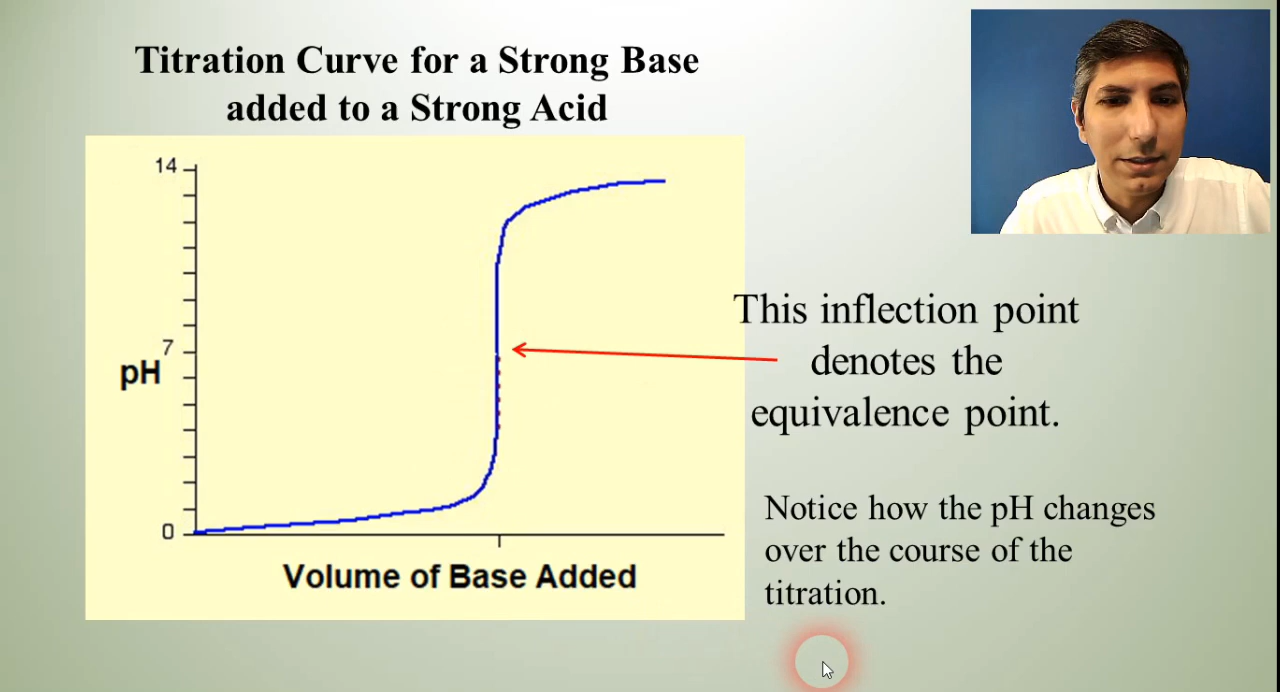 Titration Curve for a Strong Base
added to a Strong Acid
14
7
pH
0
Volume of Base Added
This inflection point
denotes the
equivalence point.
Notice how the pH changes
over the course of the
titration.